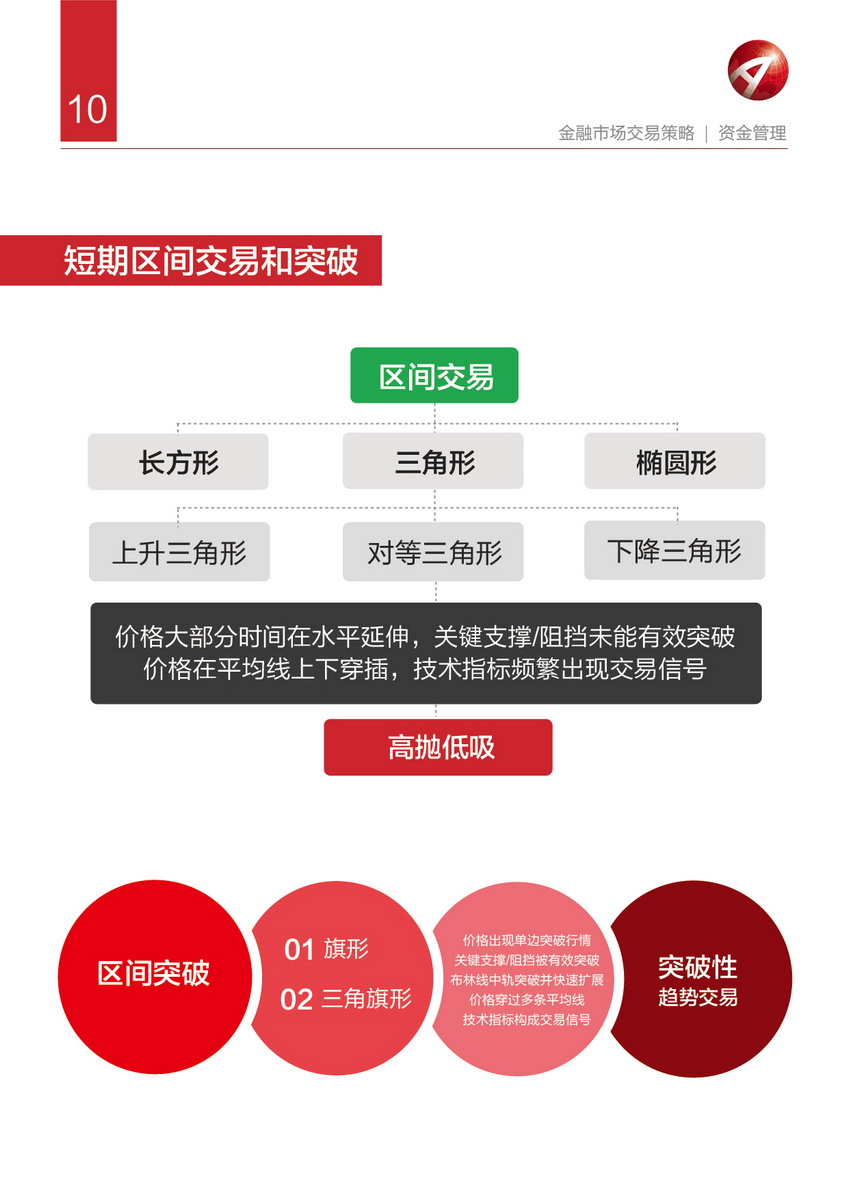 10
金融市场交易策略 | 资金管理
短期区间交易和突破
区间交易
长方形
三角形
椭圆形
上升三角形
对等三角形
下降三角形
价格大部分时间在水平延伸，关键支撑/阻挡未能有效突破
价格在平均线上下穿插，技术指标频繁出现交易信号
高抛低吸
区间突破
01 旗形
02 三角旗形
价格出现单边突破行情
关键支撑/阻挡被有效突破
布林线中轨突破并快速扩展
价格穿过多条平均线
技术指标构成交易信号
突破性
趋势交易